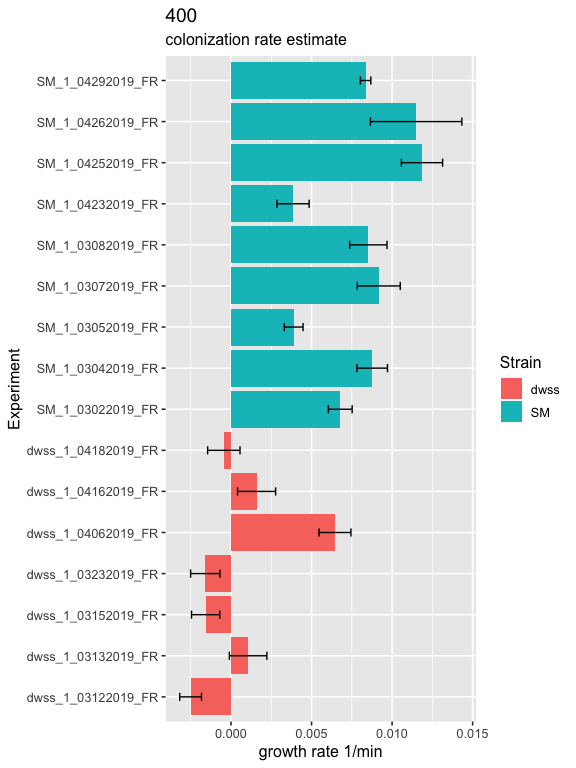 400
colonization rate estimate
SM_1_04292019_FR
SM_1_04262019_FR
SM_1_04252019_FR
SM_1_04232019_FR
SM_1_03082019_FR
SM_1_03072019_FR
SM_1_03052019_FR
SM_1_03042019_FR
SM_1_03022019_FR
dwss_1_04182019_FR
dwss_1_04162019_FR
dwss_1_04062019_FR
dwss_1_03232019_FR
dwss_1_03152019_FR
dwss_1_03132019_FR
dwss_1_03122019_FR
Experiment
0.000 0.005 0.010 0.015
growth rate 1/min
Strain
dwss
SM